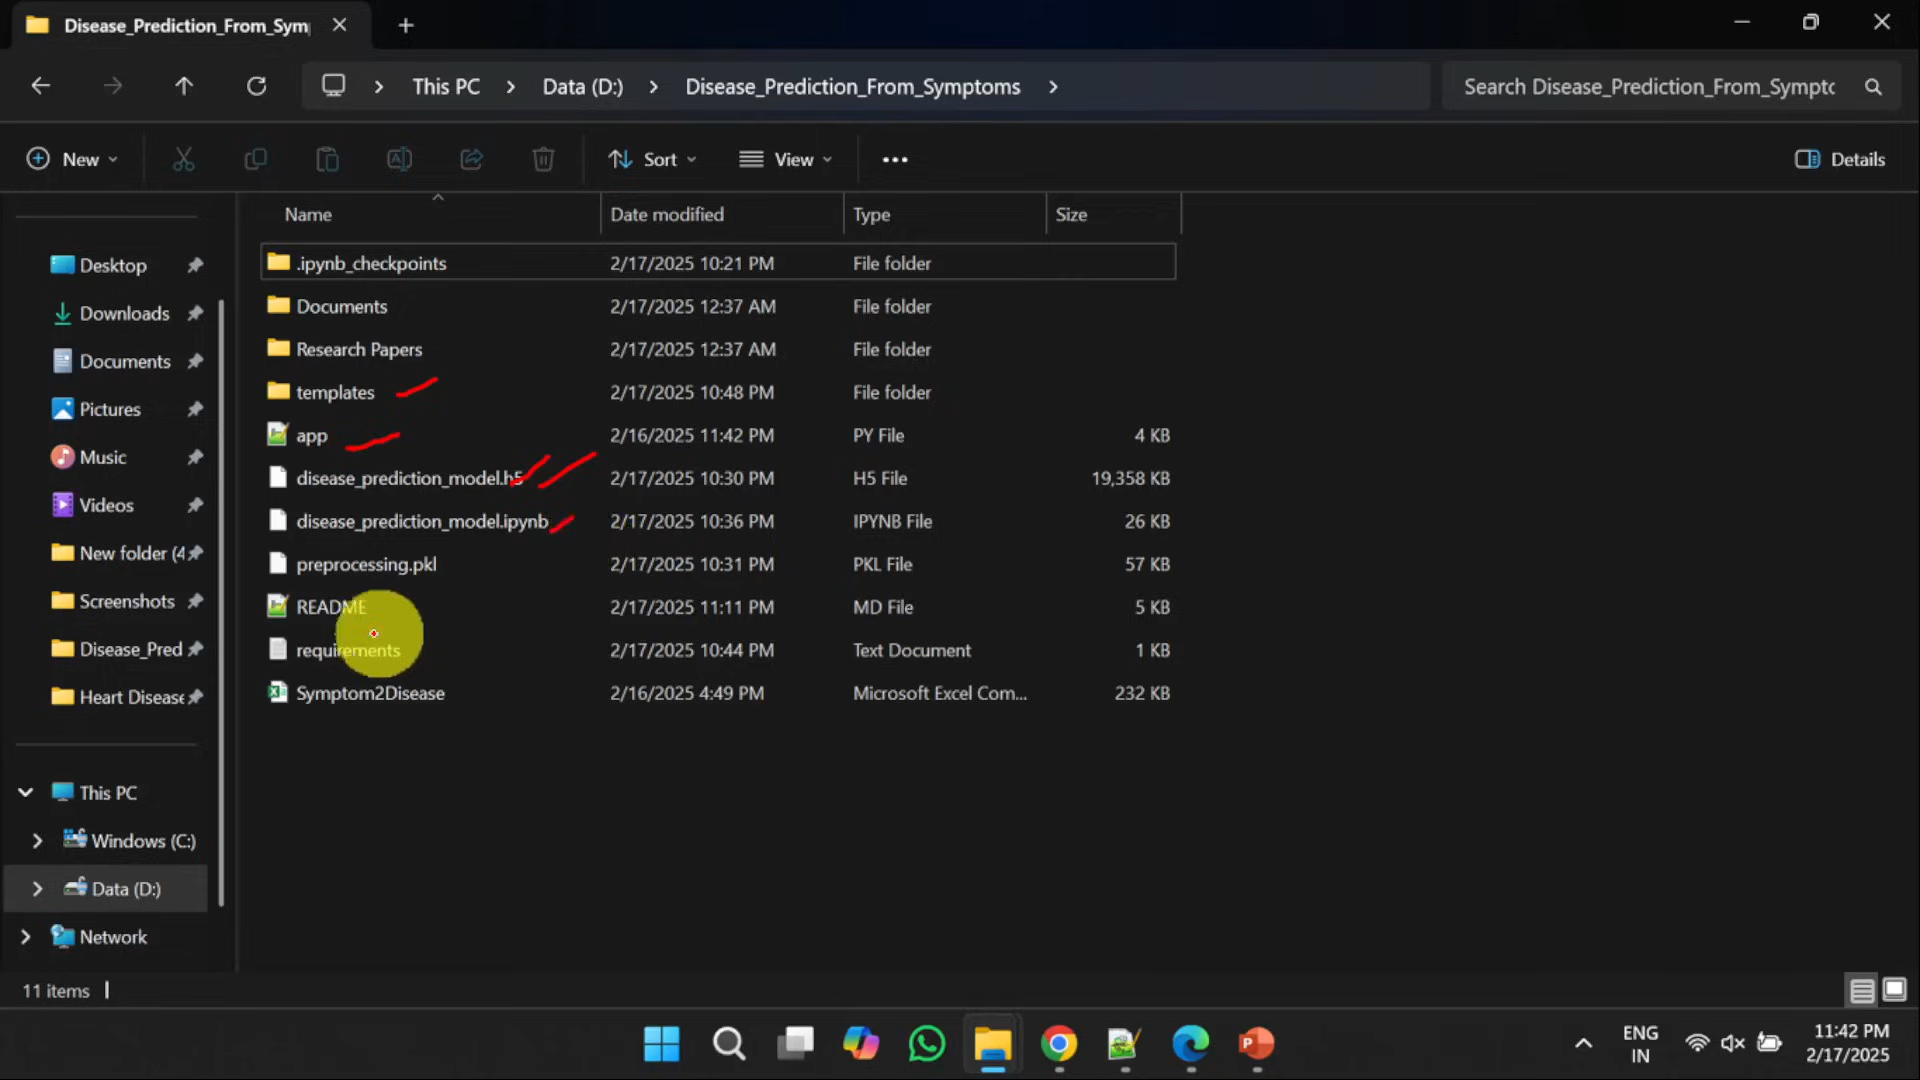 Disease_Prediction_From_Sym
This PC
Data (D:)
Disease_Prediction_From_Symptoms
Search Disease_Prediction_From_Sympto
New
Sort
View
Details
Name
Date modified
Type
Size
Desktop
Downloads
Documents
Pictures
Music
Videos
New folder (4
Screenshots
Disease_Pred
Heart Disease
This PC
Windows (C:)
Data (D:)
Network
.ipynb_checkpoints 2/17/2025 10:21 PM File folder
Documents 2/17/2025 12:37 AM File folder
Research Papers 2/17/2025 12:37 AM File folder
templates 2/17/2025 10:48 PM File folder
app 2/16/2025 11:42 PM PY File 4 KB
disease_prediction_model.h5 2/17/2025 10:30 PM H5 File 19,358 KB
disease_prediction_model.ipynb 2/17/2025 10:36 PM IPYNB File 26 KB
preprocessing.pkl 2/17/2025 10:31 PM PKL File 57 KB
README 2/17/2025 11:11 PM MD File 5 KB
requirements 2/17/2025 10:44 PM Text Document 1 KB
Symptom2Disease 2/16/2025 4:49 PM Microsoft Excel Com... 232 KB
11 items
ENG
IN
11:42 PM
2/17/2025